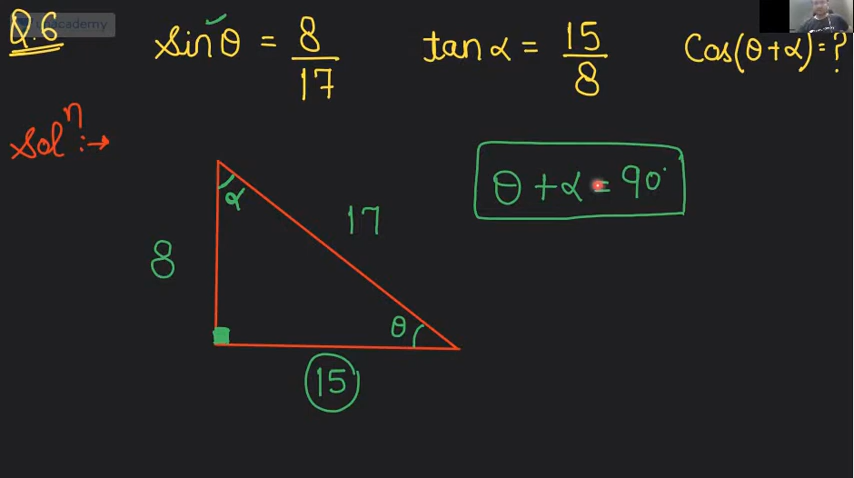 Q.6
sinθ = 8/17
tanα = 15/8
Cos(θ+α)=?
Solⁿ:→
θ+α=90°
α
17
8
θ
15